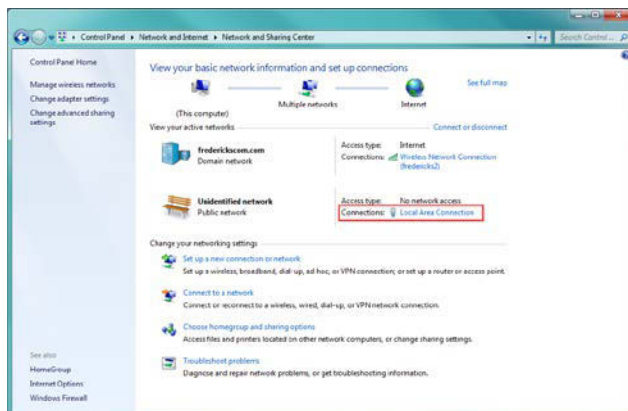 Control Panel ▸ Network and Internet ▸ Network and Sharing Center
Search Control ...
Control Panel Home
Manage wireless networks
Change adapter settings
Change advanced sharing
settings
View your basic network information and set up connections
See full map
(This computer)
Multiple networks
Internet
View your active networks
Connect or disconnect
frederickscom.com
Domain network
Access type: Internet
Connections: Wireless Network Connection
(fredericks2)
Unidentified network
Public network
Access type: No network access
Connections: Local Area Connection
Change your networking settings
Set up a new connection or network
Set up a wireless, broadband, dial-up, ad hoc, or VPN connection; or set up a router or access point.
Connect to a network
Connect or reconnect to a wireless, wired, dial-up, or VPN network connection.
Choose homegroup and sharing options
Access files and printers located on other network computers, or change sharing settings.
Troubleshoot problems
Diagnose and repair network problems, or get troubleshooting information.
See also
HomeGroup
Internet Options
Windows Firewall